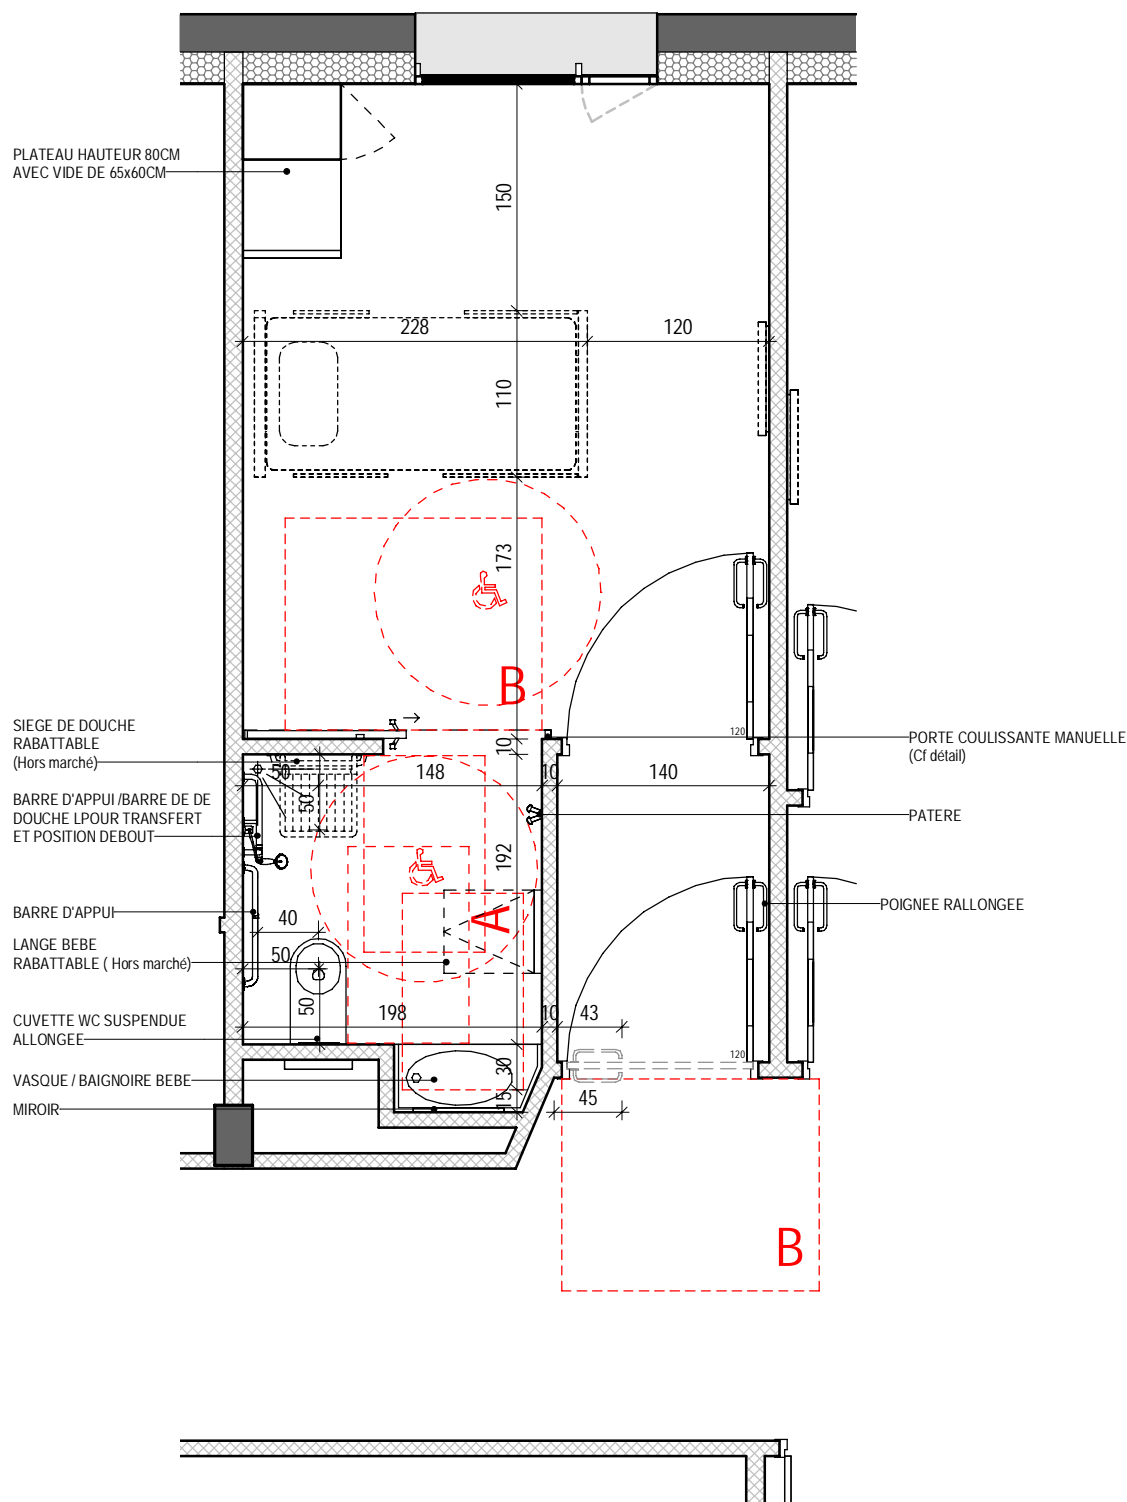 PLATEAU HAUTEUR 80CM
AVEC VIDE DE 65x60CM
150
228
120
110
173
B
SIEGE DE DOUCHE
RABATTABLE
(Hors marché)
120
10
PORTE COULISSANTE MANUELLE
(Cf détail)
50
148
10
140
BARRE D'APPUI /BARRE DE DE
DOUCHE LPOUR TRANSFERT
ET POSITION DEBOUT
50
PATERE
192
BARRE D'APPUI
40
A
POIGNEE RALLONGEE
LANGE BEBE
RABATTABLE ( Hors marché)
50
50
198
10
43
CUVETTE WC SUSPENDUE
ALLONGEE
120
30
VASQUE / BAIGNOIRE BEBE
15
45
MIROIR
B